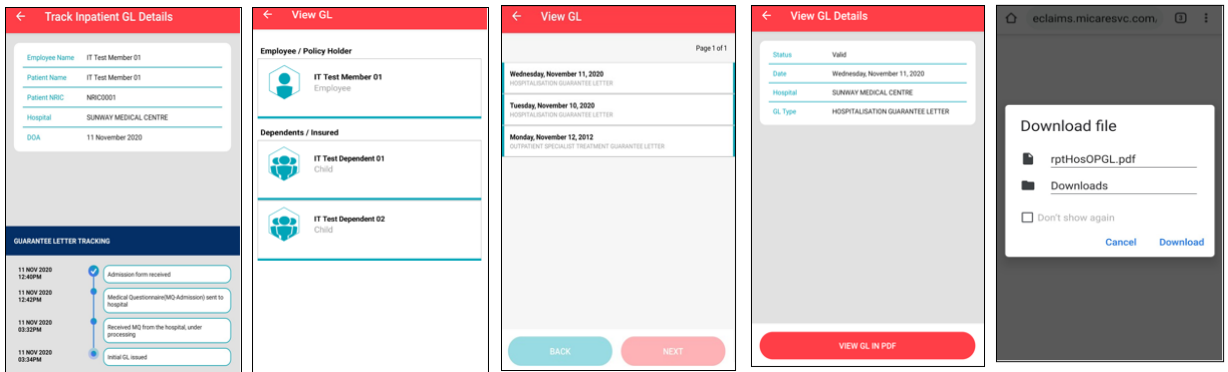 Track Inpatient GL Details
Employee Name IT Test Member 01
Patient Name IT Test Member 01
Patient NRIC NRIC0001
Hospital SUNWAY MEDICAL CENTRE
DOA 11 November 2020
GUARANTEE LETTER TRACKING
11 NOV 2020
12:40PM
Admission form received
11 NOV 2020
12:42PM
Medical Questionnaire(MQ Admission) sent to
hospital
11 NOV 2020
03:32PM
Received MQ from the hospital, under
processing
11 NOV 2020
03:34PM
Initial GL issued
View GL
Employee / Policy Holder
IT Test Member 01
Employee
Dependents / Insured
IT Test Dependent 01
Child
IT Test Dependent 02
Child
View GL
Page 1 of 1
Wednesday, November 11, 2020
HOSPITALISATION GUARANTEE LETTER
Tuesday, November 10, 2020
HOSPITALISATION GUARANTEE LETTER
Monday, November 12, 2012
OUTPATIENT SPECIALIST TREATMENT GUARANTEE LETTER
BACK NEXT
View GL Details
Status Valid
Date Wednesday, November 11, 2020
Hospital SUNWAY MEDICAL CENTRE
GL Type HOSPITALISATION GUARANTEE LETTER
VIEW GL IN PDF
eclaims.micaresvc.com 3
Download file
rptHosOPGL.pdf
Downloads
Don't show again
Cancel Download